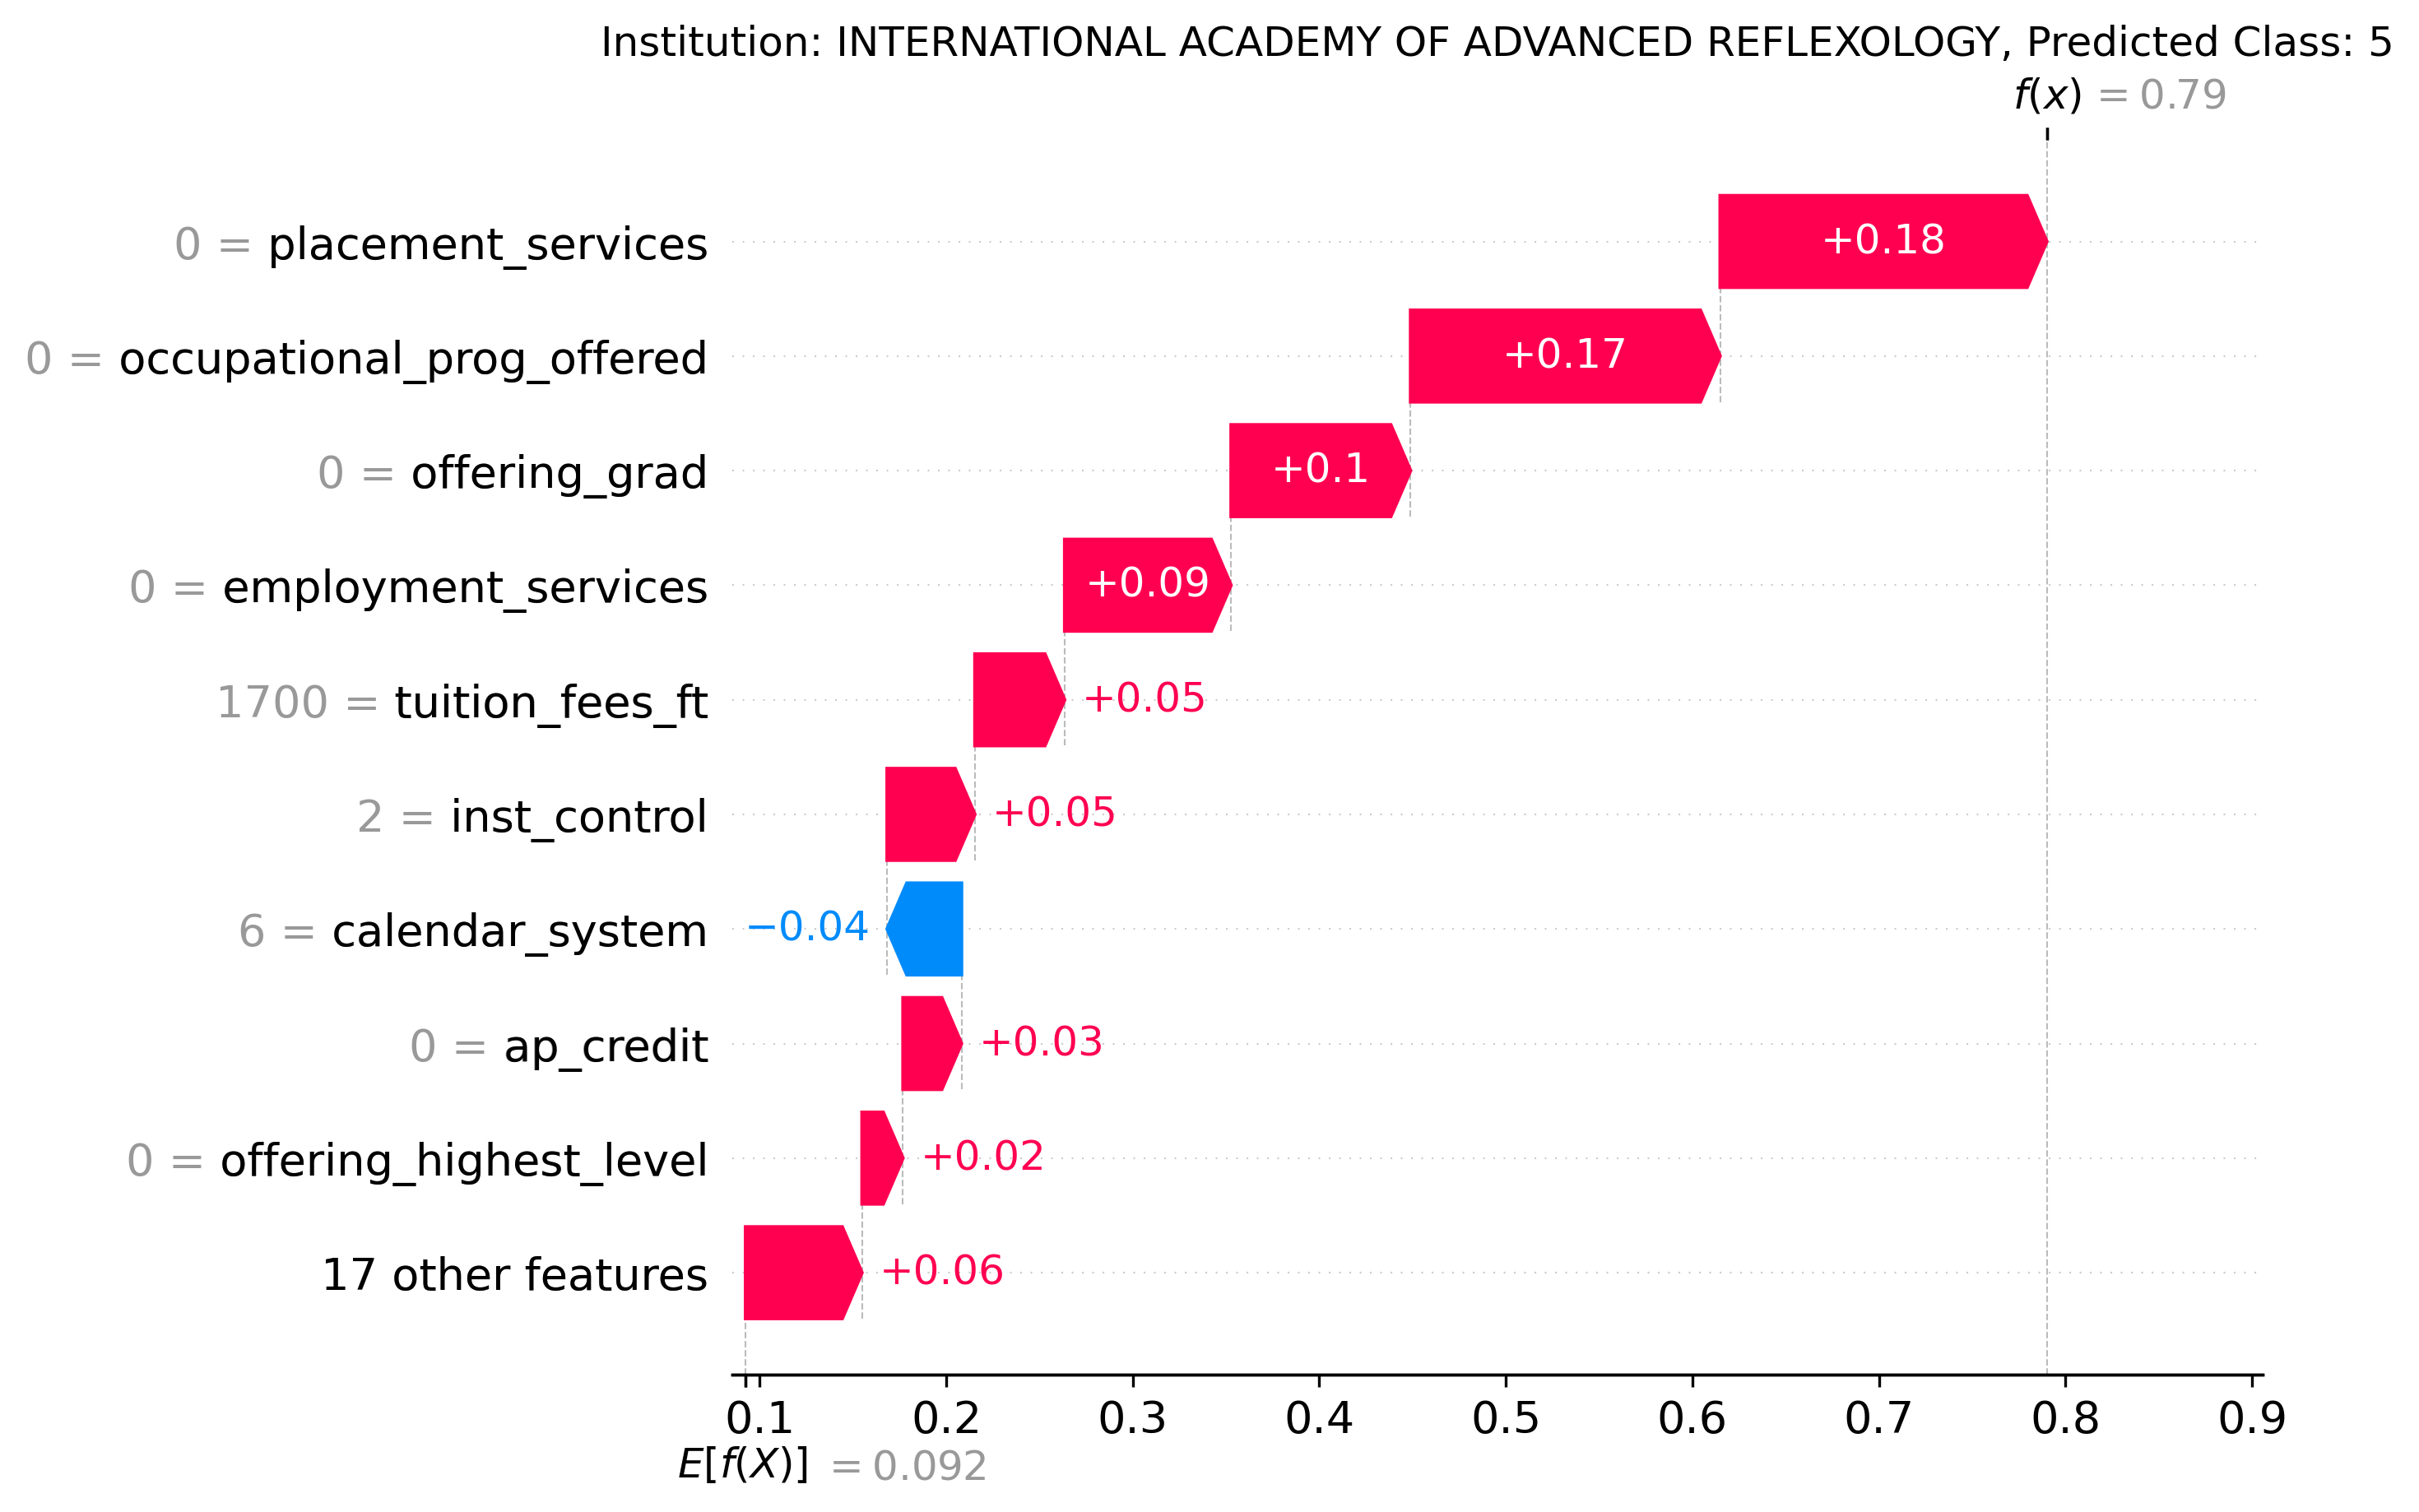 Institution: INTERNATIONAL ACADEMY OF ADVANCED REFLEXOLOGY, Predicted Class: 5
f(x) = 0.79
0 = placement_services +0.18
0 = occupational_prog_offered +0.17
0 = offering_grad +0.1
0 = employment_services +0.09
1700 = tuition_fees_ft +0.05
2 = inst_control +0.05
6 = calendar_system −0.04
0 = ap_credit +0.03
0 = offering_highest_level +0.02
17 other features +0.06
0.1 0.2 0.3 0.4 0.5 0.6 0.7 0.8 0.9
E[f(X)] = 0.092